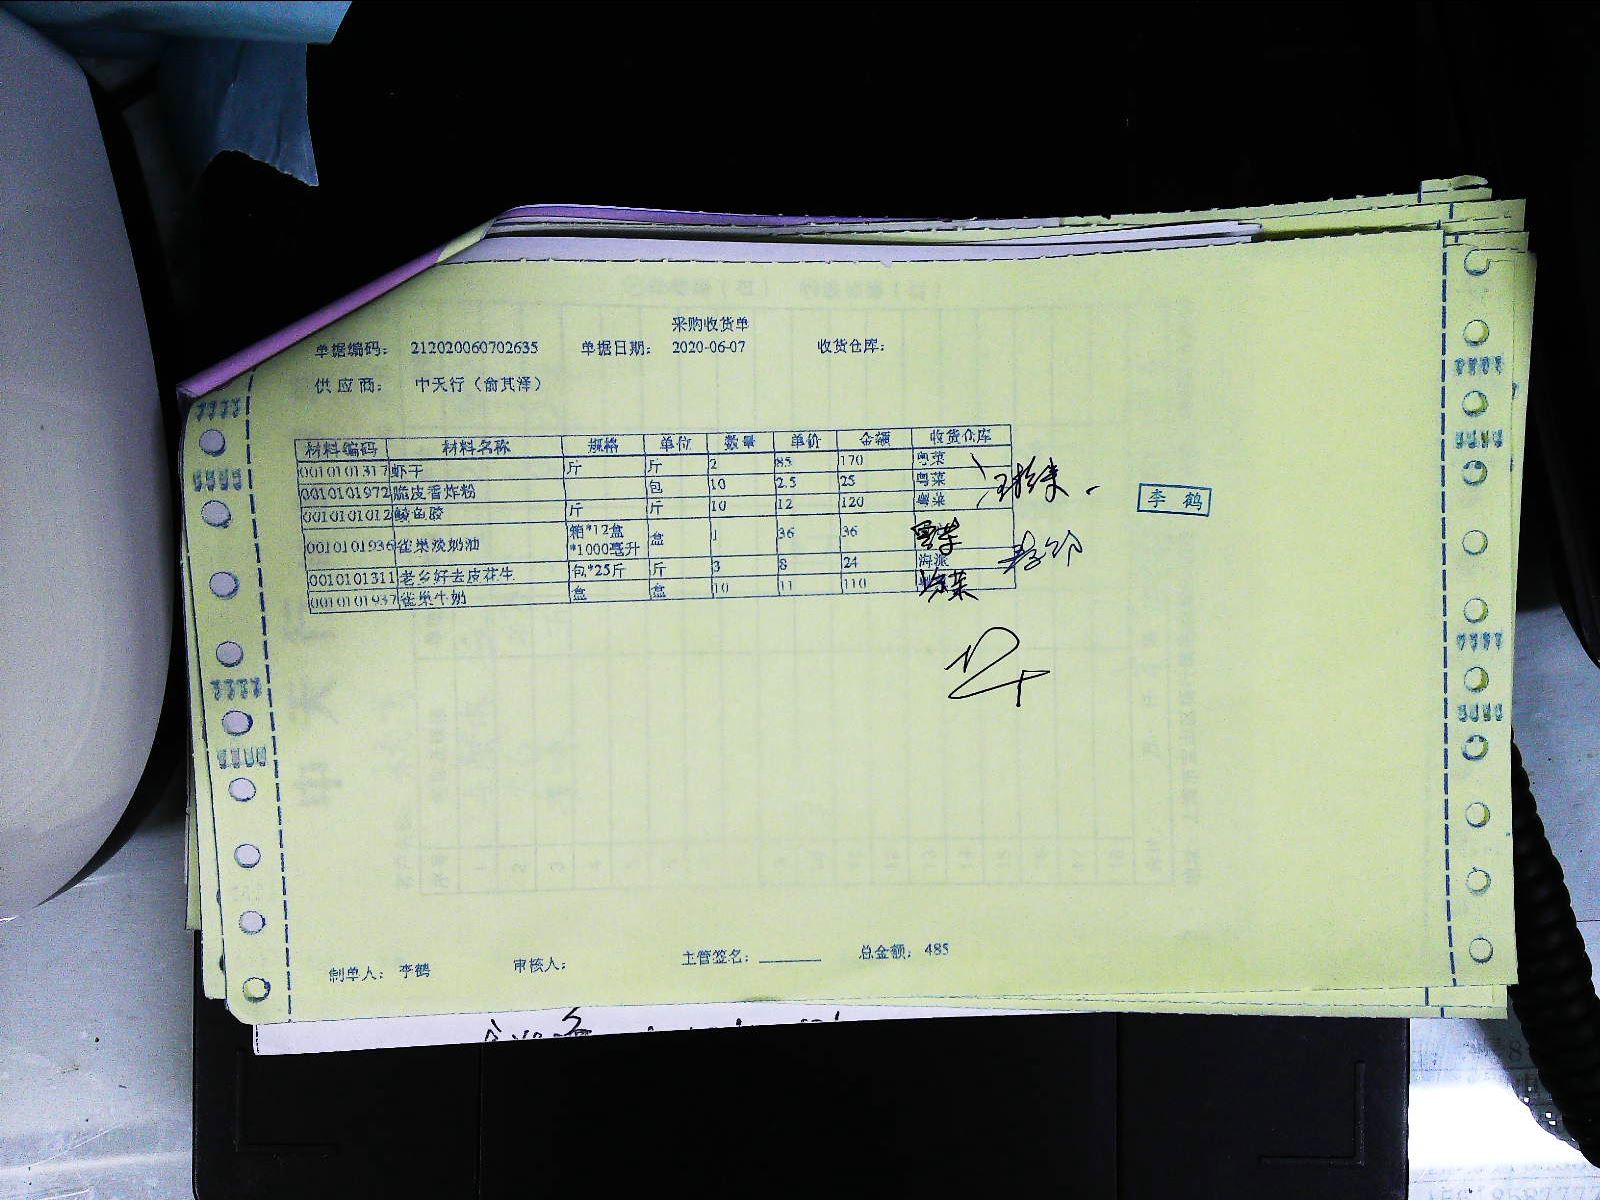 采购收货单
单据编码： 212020060702635 单据日期： 2020-06-07 收货仓库：
供应商： 中天行（俞其泽）
材料编码 材料名称 规格 单位 数量 单价 金额 收货仓库
0010101317 虾干 斤 斤 2 85 170 粤菜
0010101972 脆皮香炸粉 包 10 2.5 25 粤菜
0010101012 鲮鱼胶 斤 斤 10 12 120 粤菜
李鹤
0010101936 雀巢淡奶油 箱*12盒*1000毫升 盒 1 36 36
0010101311 老乡好去皮花生 包*25斤 斤 3 8 24 海派
0010101937 雀巢牛奶 盒 盒 10 11 110
制单人： 李鹤 审核人： 主管签名： 总金额： 485